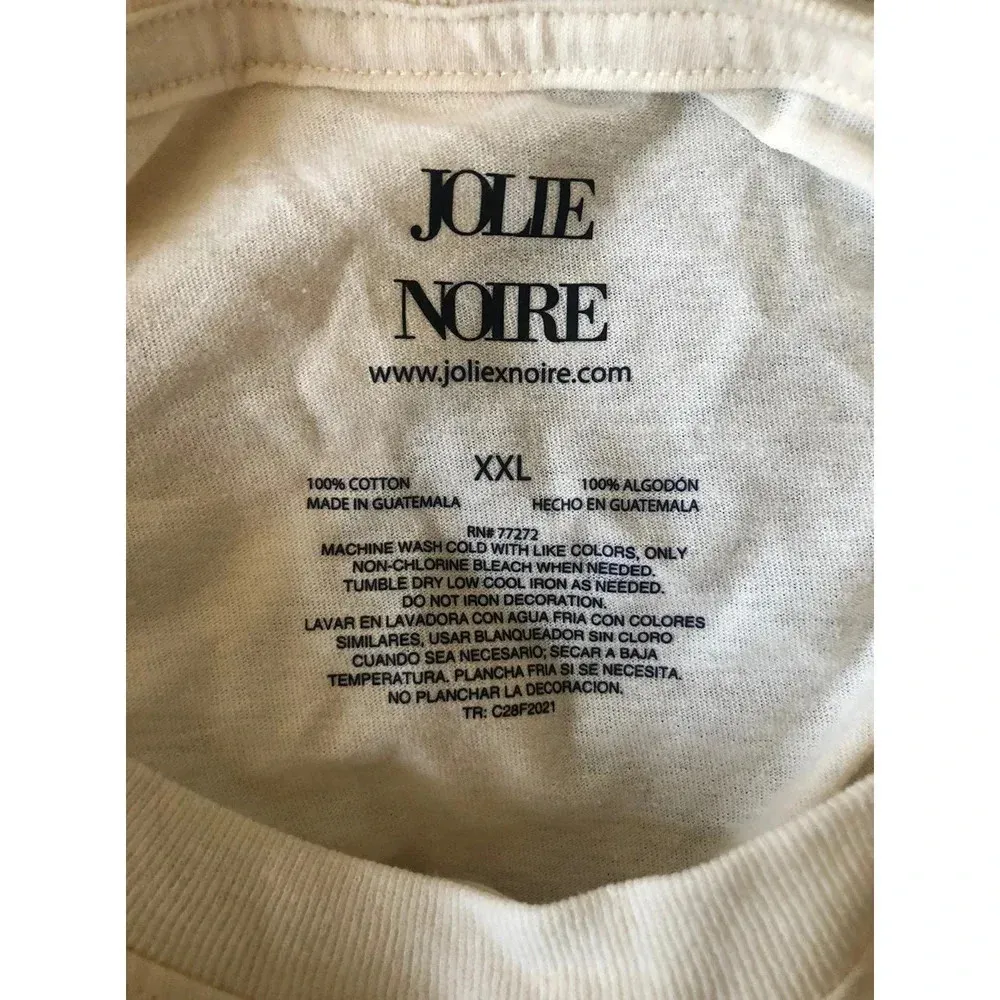 JOLIE
NOIRE
www.joliexnoire.com
XXL
100% COTTON 100% ALGODÓN
MADE IN GUATEMALA HECHO EN GUATEMALA
RN# 77272
MACHINE WASH COLD WITH LIKE COLORS, ONLY
NON-CHLORINE BLEACH WHEN NEEDED.
TUMBLE DRY LOW COOL IRON AS NEEDED.
DO NOT IRON DECORATION.
LAVAR EN LAVADORA CON AGUA FRIA CON COLORES
SIMILARES, USAR BLANQUEADOR SIN CLORO
CUANDO SEA NECESARIO; SECAR A BAJA
TEMPERATURA. PLANCHA FRIA SI SE NECESITA.
NO PLANCHAR LA DECORACION.
TR: C28F2021